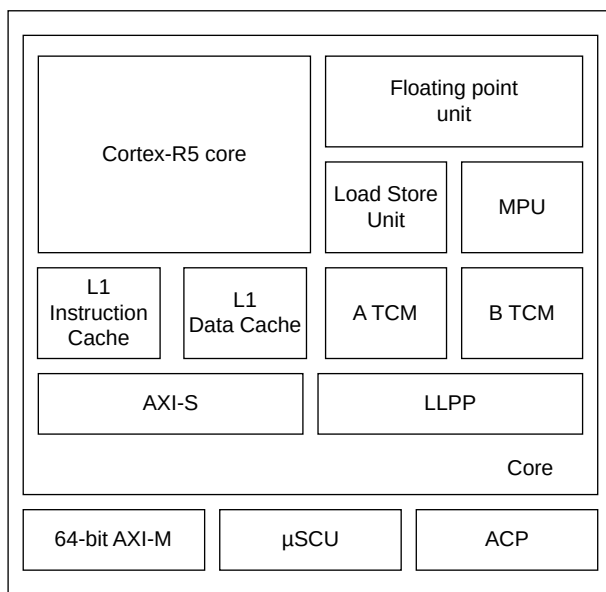 Cortex-R5 core
Floating point
unit
Load Store
Unit
MPU
L1
Instruction
Cache
L1
Data Cache
A TCM
B TCM
AXI-S
LLPP
Core
64-bit AXI-M
µSCU
ACP